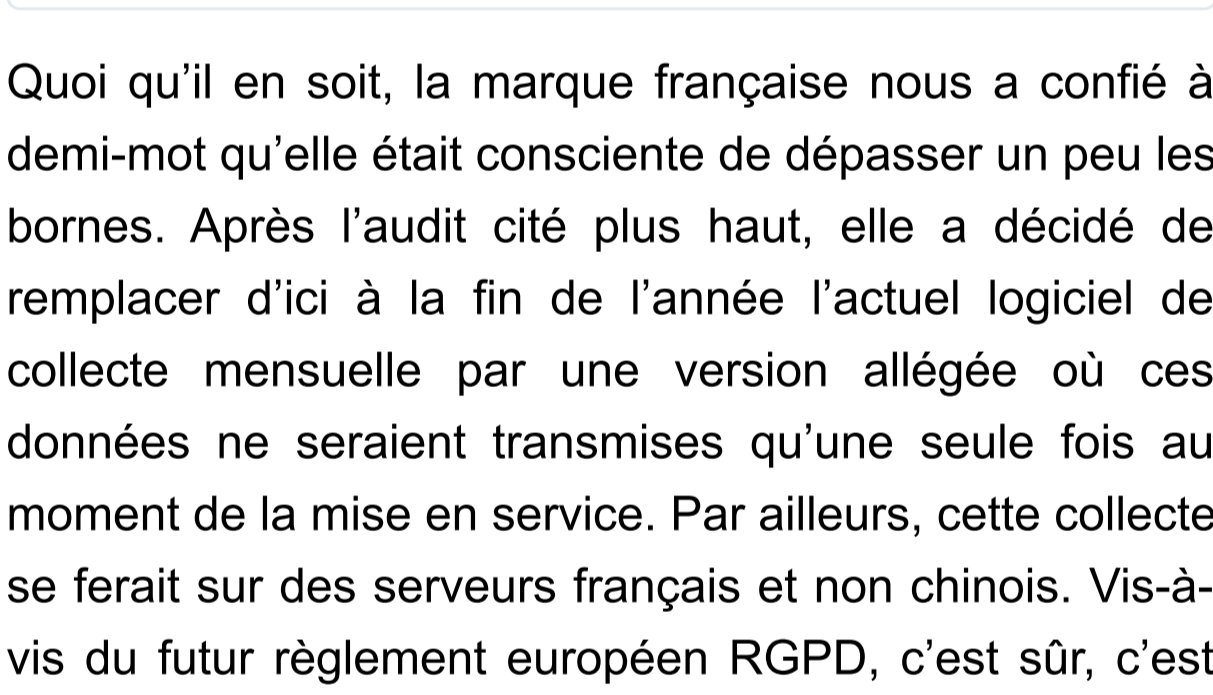 Quoi qu’il en soit, la marque française nous a confié à
demi-mot qu’elle était consciente de dépasser un peu les
bornes. Après l’audit cité plus haut, elle a décidé de
remplacer d’ici à la fin de l’année l’actuel logiciel de
collecte mensuelle par une version allégée où ces
données ne seraient transmises qu’une seule fois au
moment de la mise en service. Par ailleurs, cette collecte
se ferait sur des serveurs français et non chinois. Vis-à-
vis du futur règlement européen RGPD, c’est sûr, c’est